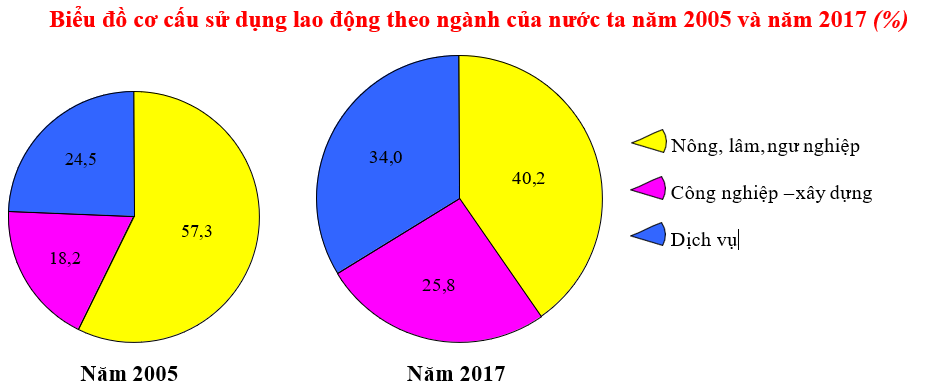 Biểu đồ cơ cấu sử dụng lao động theo ngành của nước ta năm 2005 và năm 2017 (%)
24,5
57,3
18,2
Năm 2005
34,0
40,2
25,8
Năm 2017
Nông, lâm,ngư nghiệp
Công nghiệp –xây dựng
Dịch vụ